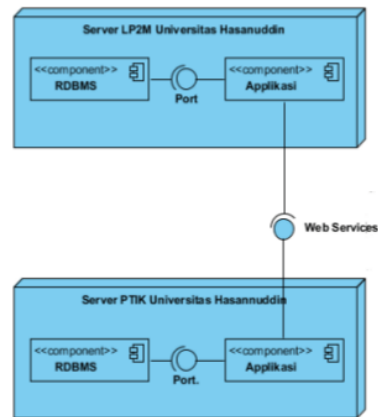 Server LP2M Universitas Hasanuddin
<<component>>
RDBMS
Port
<<component>>
Applikasi
Web Services
Server PTIK Universitas Hasannuddin
<<component>>
RDBMS
Port.
<<component>>
Applikasi